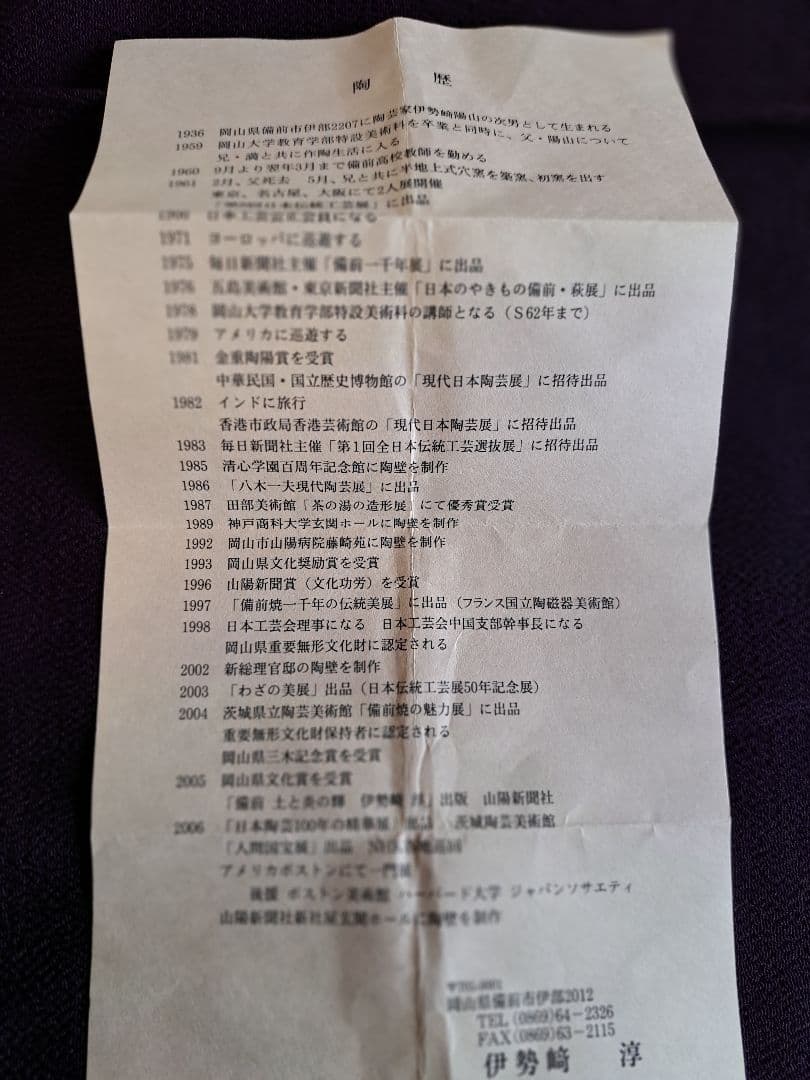 陶 歴
1936 岡山県備前市伊部2207に陶芸家伊勢﨑陽山の次男として生まれる
1959 岡山大学教育学部特設美術科を卒業と同時に、父・陽山について
兄・満と共に作陶生活に入る
1960 9月より翌年3月まで備前高校教師を勤める
1961 2月、父死去 5月、兄と共に半地上式穴窯を築窯、初窯を出す
東京、名古屋、大阪にて2人展開催
日本伝統工芸展」に出品
日本工芸会正会員になる
1971 ヨーロッパに巡遊する
1975 毎日新聞社主催「備前一千年展」に出品
1976 五島美術館・東京新聞社主催「日本のやきもの備前・萩展」に出品
1978 岡山大学教育学部特設美術科の講師となる(S62年まで)
1979 アメリカに巡遊する
1981 金重陶陽賞を受賞
中華民国・国立歴史博物館の「現代日本陶芸展」に招待出品
1982 インドに旅行
香港市政局香港芸術館の「現代日本陶芸展」に招待出品
1983 毎日新聞社主催「第1回全日本伝統工芸選抜展」に招待出品
1985 清心学園百周年記念館に陶壁を制作
1986 「八木一夫現代陶芸展」に出品
1987 田部美術館「茶の湯の造形展」にて優秀賞受賞
1989 神戸商科大学玄関ホールに陶壁を制作
1992 岡山市山陽病院藤崎苑に陶壁を制作
1993 岡山県文化奨励賞を受賞
1996 山陽新聞賞(文化功労)を受賞
1997 「備前焼一千年の伝統美展」に出品(フランス国立陶磁器美術館)
1998 日本工芸会理事になる 日本工芸会中国支部幹事長になる
岡山県重要無形文化財に認定される
2002 新総理官邸の陶壁を制作
2003 「わざの美展」出品(日本伝統工芸展50年記念展)
2004 茨城県立陶芸美術館「備前焼の魅力展」に出品
重要無形文化財保持者に認定される
岡山県三木記念賞を受賞
2005 岡山県文化賞を受賞
「備前 土と炎の輝 伊勢﨑 淳」出版 山陽新聞社
2006 「日本陶芸100年の精華展」出品 茨城陶芸美術館
「人間国宝展」出品
アメリカボストンにて一門展
後援 ボストン美術館 ハーバード大学 ジャパンソサエティ
山陽新聞社新社屋玄関ホールに陶壁を制作
岡山県備前市伊部2012
TEL(0869)64-2326
FAX(0869)63-2115
伊勢﨑 淳